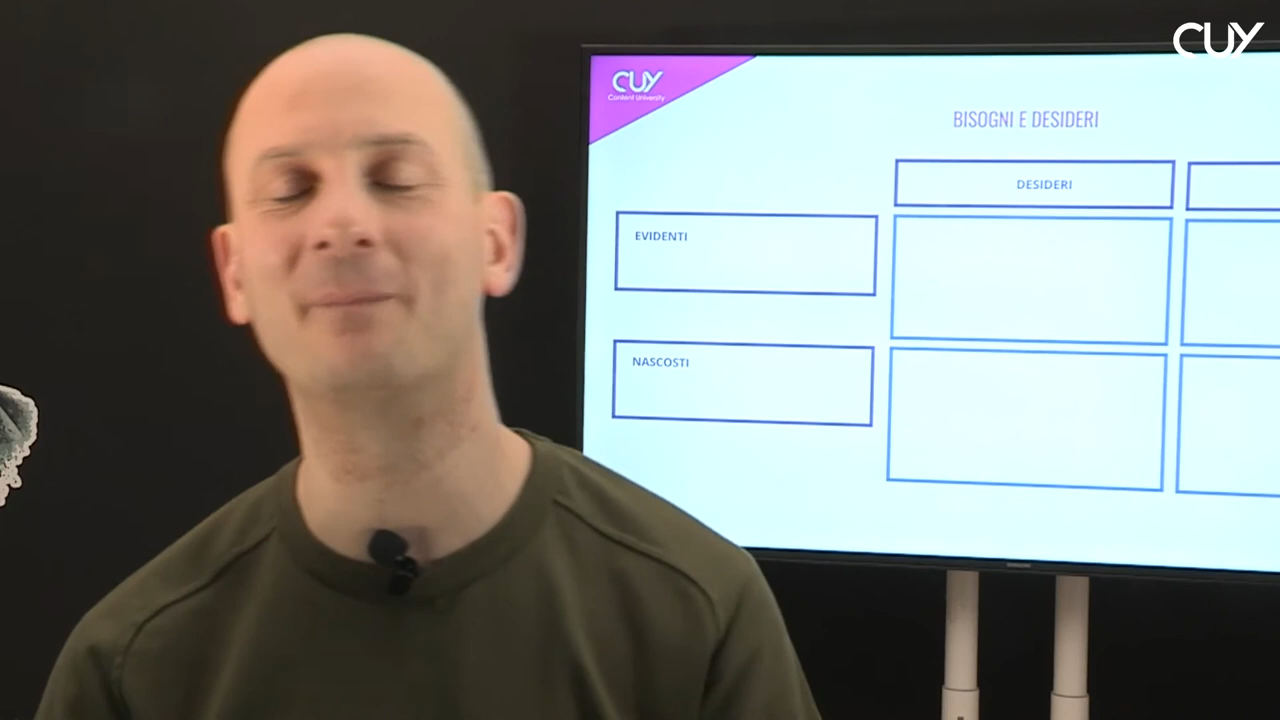 CUY
CUY
Content University
BISOGNI E DESIDERI
DESIDERI
EVIDENTI
NASCOSTI